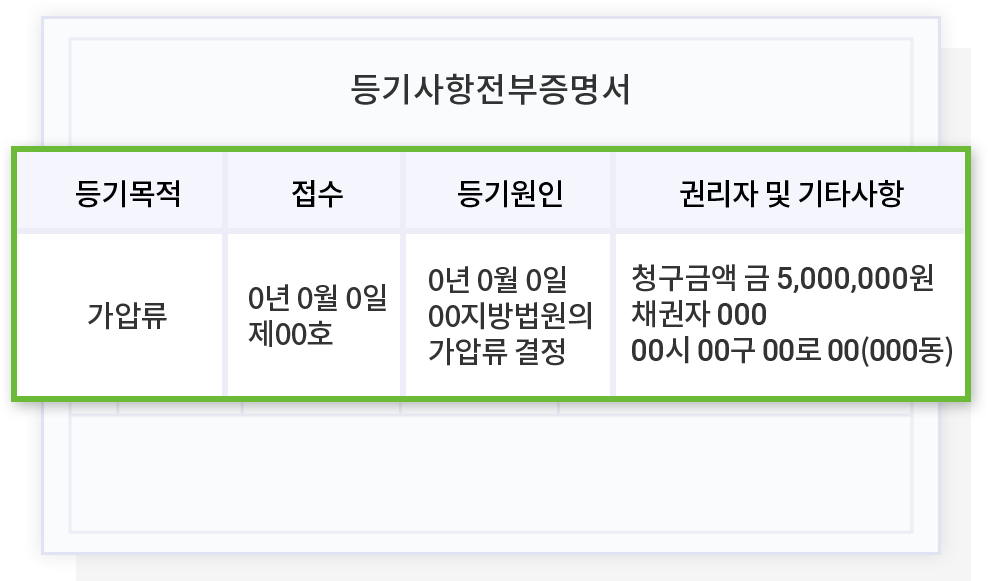 등기사항전부증명서
등기목적 접수 등기원인 권리자 및 기타사항
가압류
0년 0월 0일
제00호
0년 0월 0일
00지방법원의
가압류 결정
청구금액 금 5,000,000원
채권자 000
00시 00구 00로 00(000동)